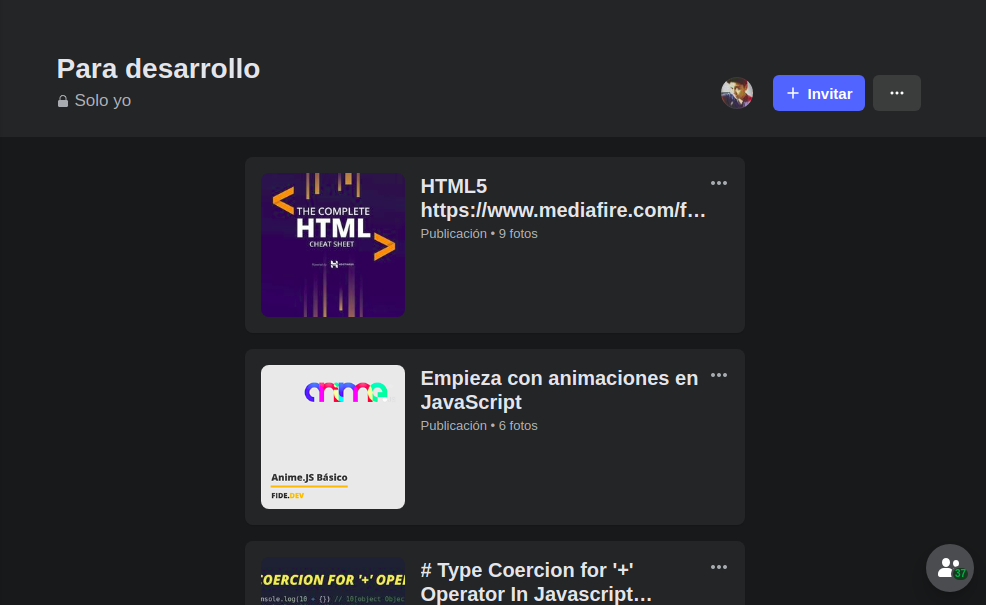 Para desarrollo
Solo yo
+ Invitar
THE COMPLETE
HTML
CHEAT SHEET
HTML5
https://www.mediafire.com/f...
Publicación • 9 fotos
anime
Anime.JS Básico
FIDE.DEV
Empieza con animaciones en
JavaScript
Publicación • 6 fotos
COERCION FOR '+' OPE
nsole.log(10 + {}) // 10[object Objec
# Type Coercion for '+'
Operator In Javascript...
37